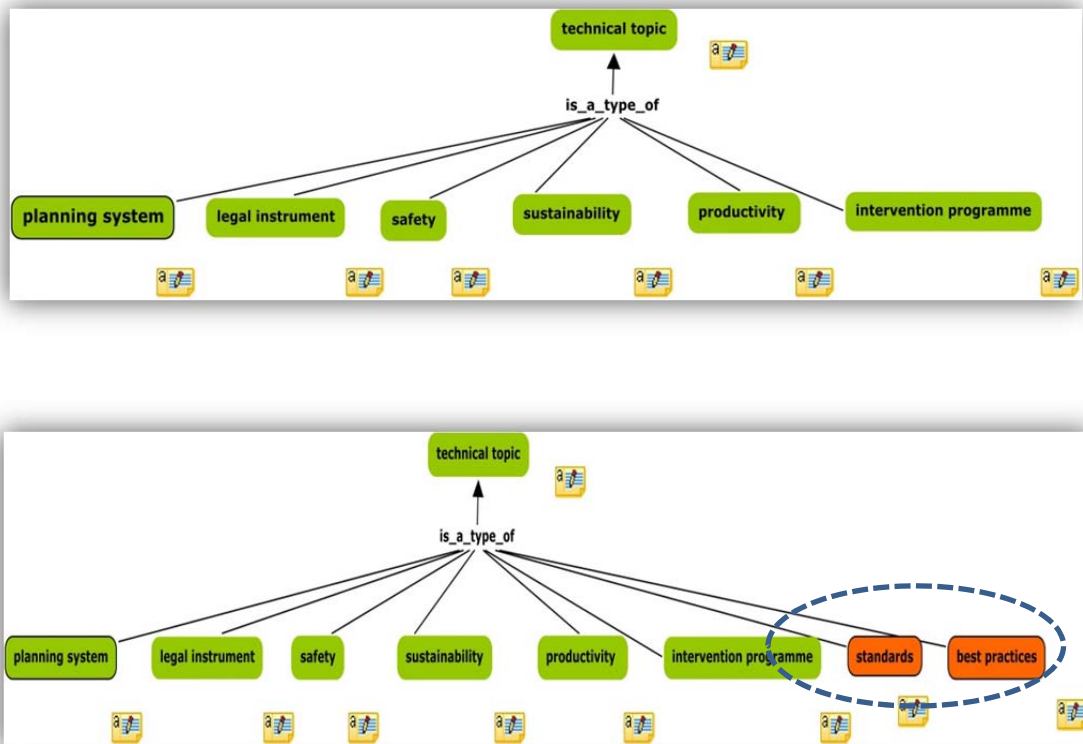 technical topic
a
is_a_type_of
planning system
legal instrument
safety
sustainability
productivity
intervention programme
a
a
a
a
a
a
technical topic
a
is_a_type_of
planning system
legal instrument
safety
sustainability
productivity
intervention programme
standards
best practices
a
a
a
a
a
a
a
a